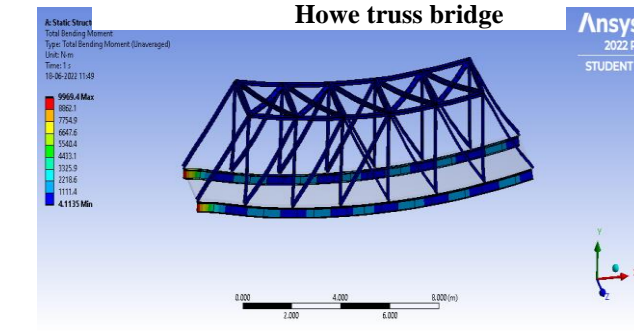 Howe truss bridge
A: Static Struct
Total Bending Moment
Type: Total Bending Moment (Unaveraged)
Unit: N·m
Time: 1 s
18-06-2022 11:49
9969.4 Max
8862.1
7754.9
6647.6
5540.4
4433.1
3325.9
2218.6
1111.4
4.1135 Min
Ansys
2022 R
STUDENT
Y
Z
0.000 4.000 8.000 (m)
2.000 6.000